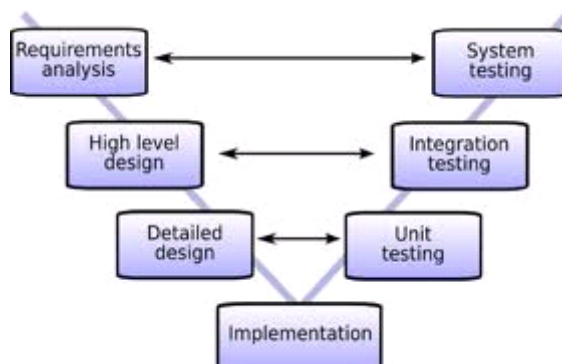 Requirements
analysis
System
testing
High level
design
Integration
testing
Detailed
design
Unit
testing
Implementation